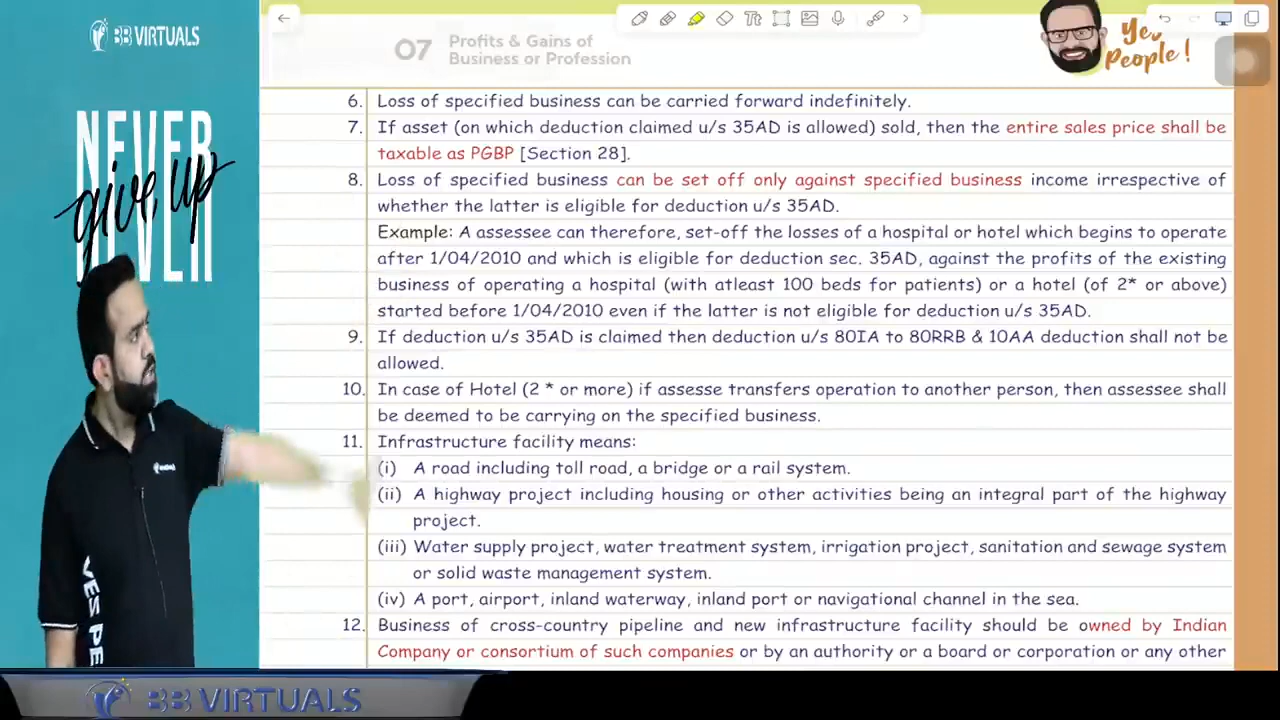 BB VIRTUALS
07 Profits & Gains of
Business or Profession
Yes
People !
NEVER
give up
NEVER
6. Loss of specified business can be carried forward indefinitely.
7. If asset (on which deduction claimed u/s 35AD is allowed) sold, then the entire sales price shall be
taxable as PGBP [Section 28].
8. Loss of specified business can be set off only against specified business income irrespective of
whether the latter is eligible for deduction u/s 35AD.
Example: A assessee can therefore, set-off the losses of a hospital or hotel which begins to operate
after 1/04/2010 and which is eligible for deduction sec. 35AD, against the profits of the existing
business of operating a hospital (with atleast 100 beds for patients) or a hotel (of 2* or above)
started before 1/04/2010 even if the latter is not eligible for deduction u/s 35AD.
9. If deduction u/s 35AD is claimed then deduction u/s 80IA to 80RRB & 10AA deduction shall not be
allowed.
10. In case of Hotel (2 * or more) if assesse transfers operation to another person, then assessee shall
be deemed to be carrying on the specified business.
11. Infrastructure facility means:
(i) A road including toll road, a bridge or a rail system.
(ii) A highway project including housing or other activities being an integral part of the highway
project.
(iii) Water supply project, water treatment system, irrigation project, sanitation and sewage system
or solid waste management system.
(iv) A port, airport, inland waterway, inland port or navigational channel in the sea.
12. Business of cross-country pipeline and new infrastructure facility should be owned by Indian
Company or consortium of such companies or by an authority or a board or corporation or any other
YES PE
BB VIRTUALS